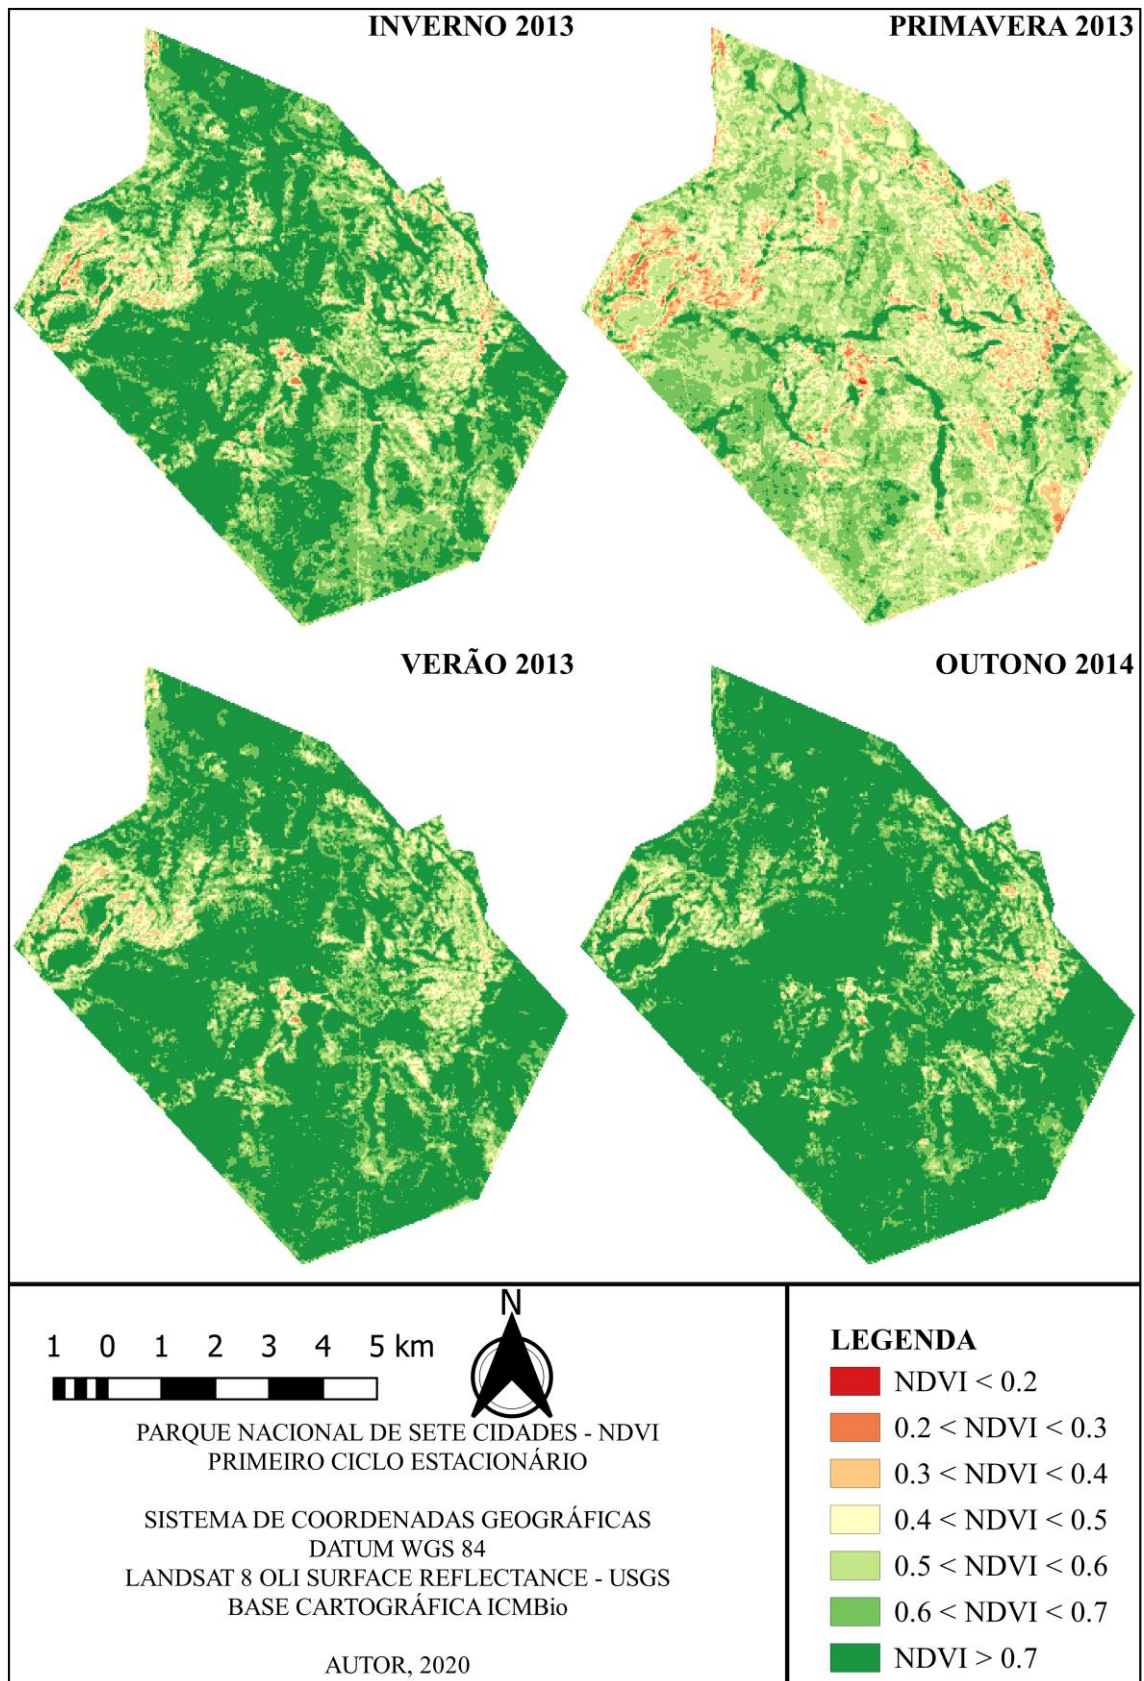 INVERNO 2013
PRIMAVERA 2013
VERÃO 2013
OUTONO 2014
N
1 0 1 2 3 4 5 km
PARQUE NACIONAL DE SETE CIDADES - NDVI
PRIMEIRO CICLO ESTACIONÁRIO
SISTEMA DE COORDENADAS GEOGRÁFICAS
DATUM WGS 84
LANDSAT 8 OLI SURFACE REFLECTANCE - USGS
BASE CARTOGRÁFICA ICMBio
AUTOR, 2020
LEGENDA
NDVI < 0.2
0.2 < NDVI < 0.3
0.3 < NDVI < 0.4
0.4 < NDVI < 0.5
0.5 < NDVI < 0.6
0.6 < NDVI < 0.7
NDVI > 0.7